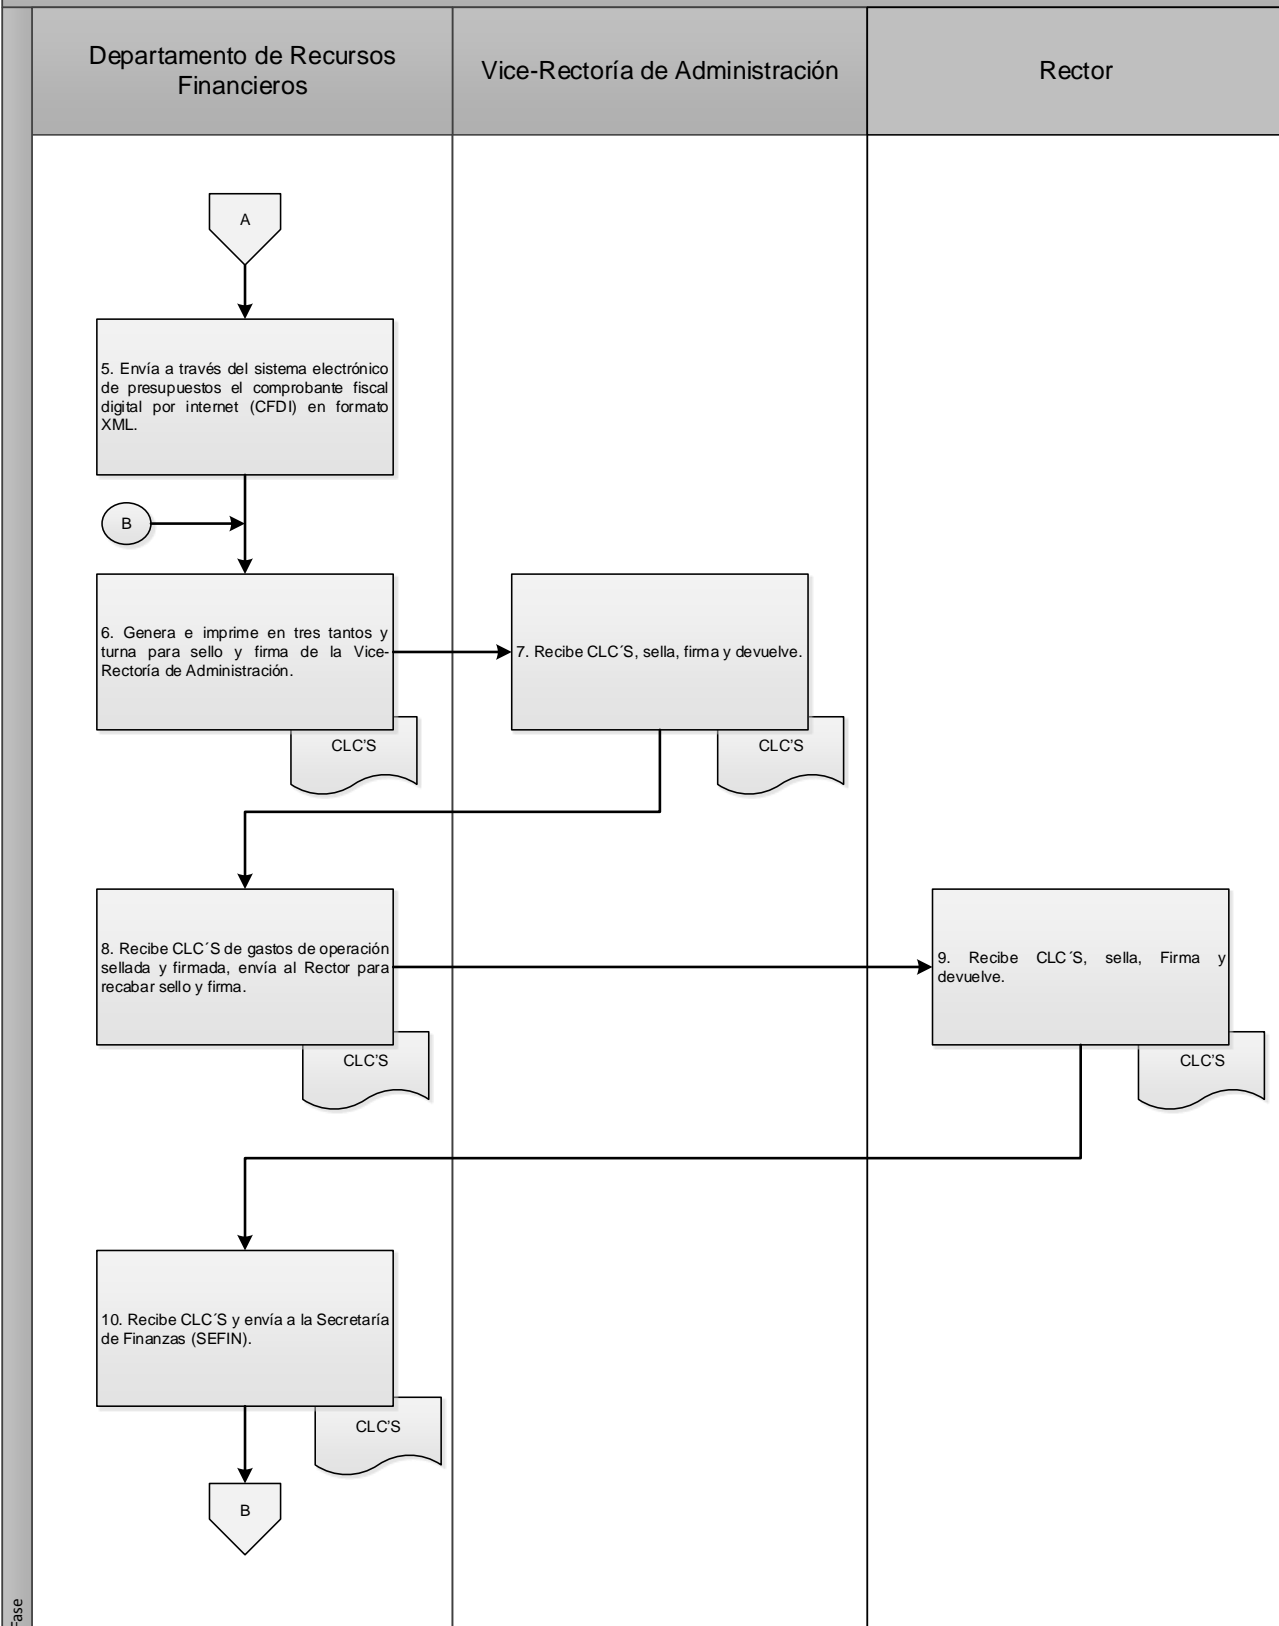 Departamento de Recursos
Financieros
Vice-Rectoría de Administración
Rector
A
5. Envía a través del sistema electrónico
de presupuestos el comprobante fiscal
digital por internet (CFDI) en formato
XML.
B
6. Genera e imprime en tres tantos y
turna para sello y firma de la Vice-
Rectoría de Administración.
CLC'S
7. Recibe CLC´S, sella, firma y devuelve.
CLC'S
8. Recibe CLC´S de gastos de operación
sellada y firmada, envía al Rector para
recabar sello y firma.
CLC'S
9. Recibe CLC´S, sella, Firma y
devuelve.
CLC'S
10. Recibe CLC´S y envía a la Secretaría
de Finanzas (SEFIN).
CLC'S
B
Fase